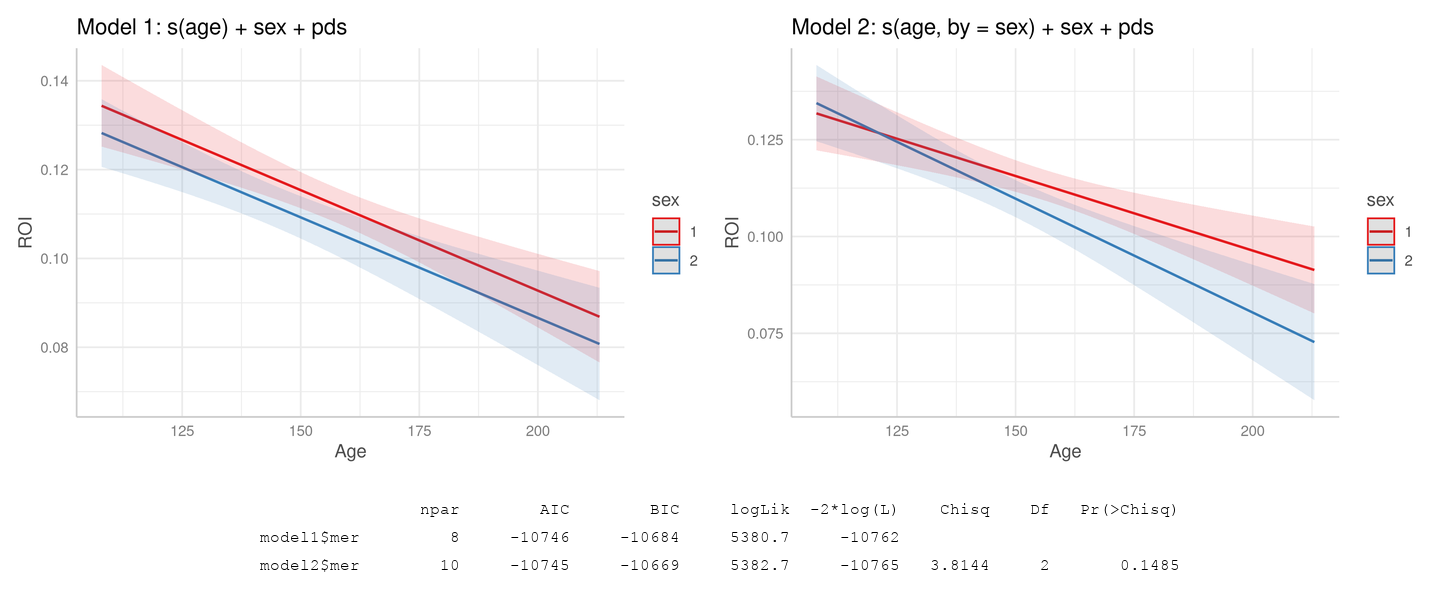 Model 1: s(age) + sex + pds
ROI
0.14
0.12
0.10
0.08
125 150 175 200
Age
sex
1
2
Model 2: s(age, by = sex) + sex + pds
ROI
0.125
0.100
0.075
125 150 175 200
Age
sex
1
2
npar AIC BIC logLik -2*log(L) Chisq Df Pr(>Chisq)
model1$mer 8 -10746 -10684 5380.7 -10762
model2$mer 10 -10745 -10669 5382.7 -10765 3.8144 2 0.1485